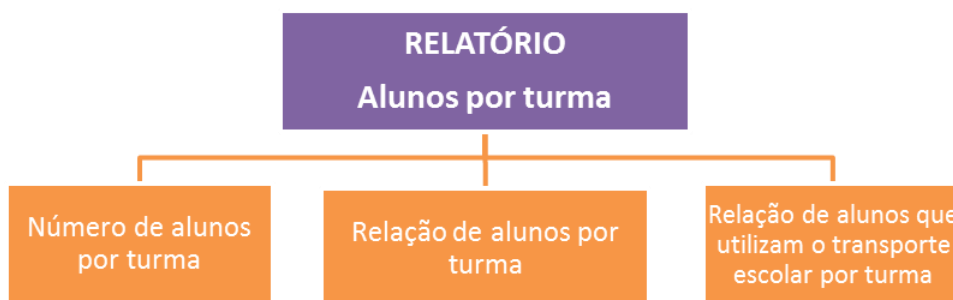 RELATÓRIO
Alunos por turma
Número de alunos
por turma
Relação de alunos por
turma
Relação de alunos que
utilizam o transporte
escolar por turma